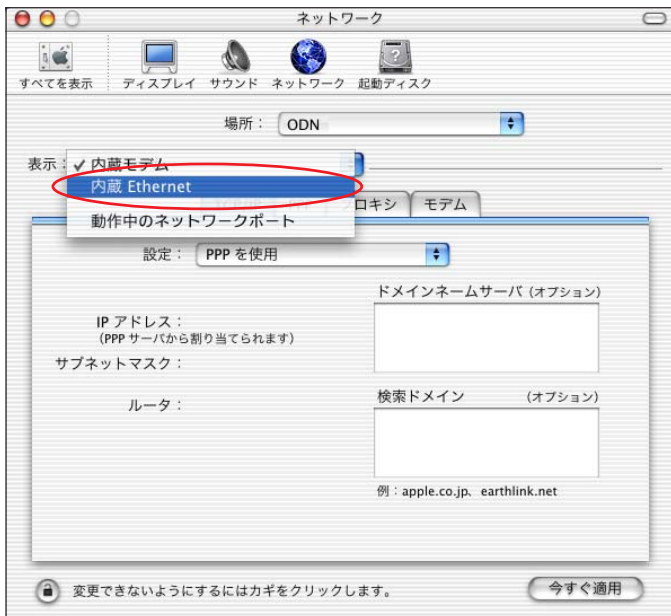 ネットワーク
すべてを表示 ディスプレイ サウンド ネットワーク 起動ディスク
場所： ODN
表示： ✓ 内蔵モデム
内蔵 Ethernet
動作中のネットワークポート
ロキシ モデム
設定： PPP を使用
ドメインネームサーバ (オプション)
IP アドレス：
(PPP サーバから割り当てられます)
サブネットマスク：
ルータ：
検索ドメイン (オプション)
例：apple.co.jp、earthlink.net
変更できないようにするにはカギをクリックします。 今すぐ適用